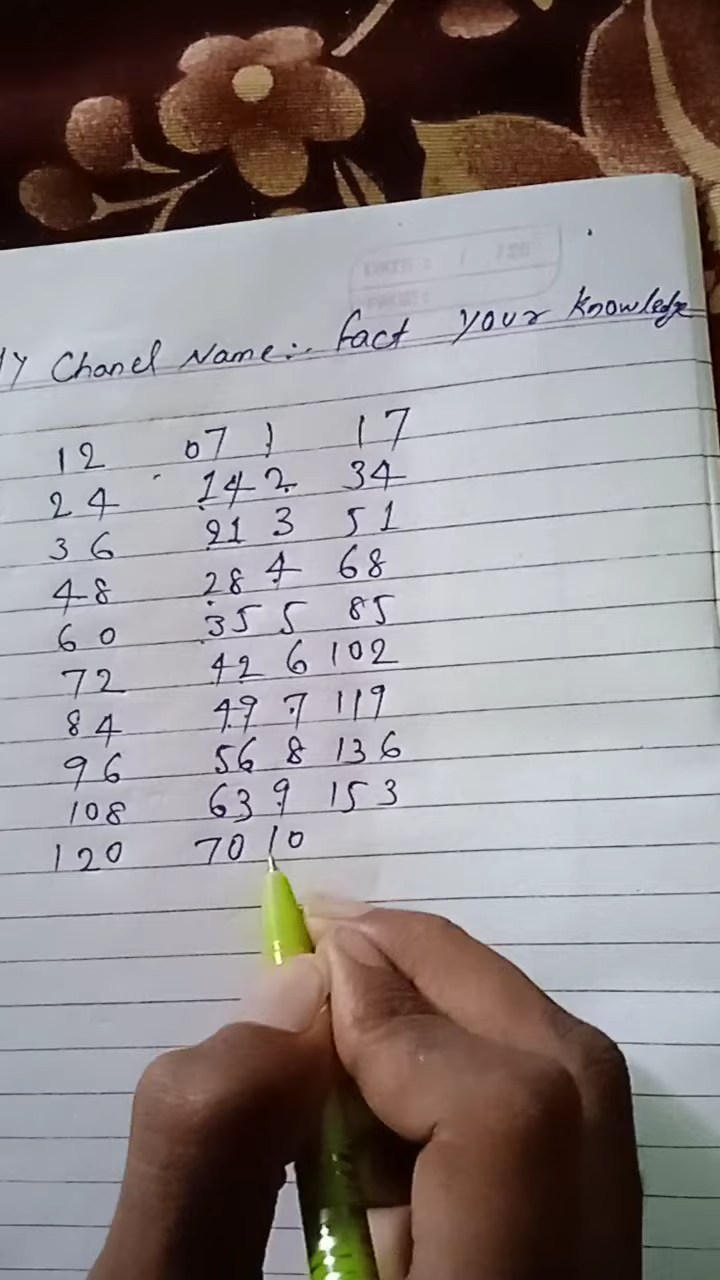 My Chanel Name:- fact your knowledge
12 07 1 17
24 14 2 34
36 21 3 51
48 28 4 68
60 35 5 85
72 42 6 102
84 49 7 119
96 56 8 136
108 63 9 153
120 70 10